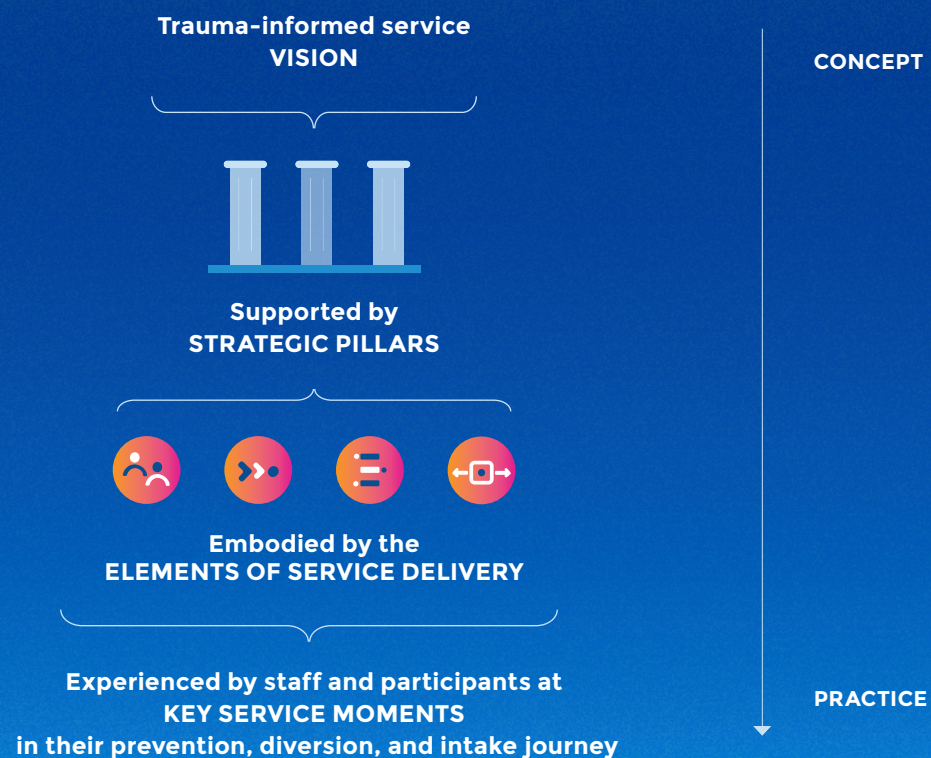 Trauma-informed service
VISION
CONCEPT
Supported by
STRATEGIC PILLARS
Embodied by the
ELEMENTS OF SERVICE DELIVERY
Experienced by staff and participants at
KEY SERVICE MOMENTS
in their prevention, diversion, and intake journey
PRACTICE